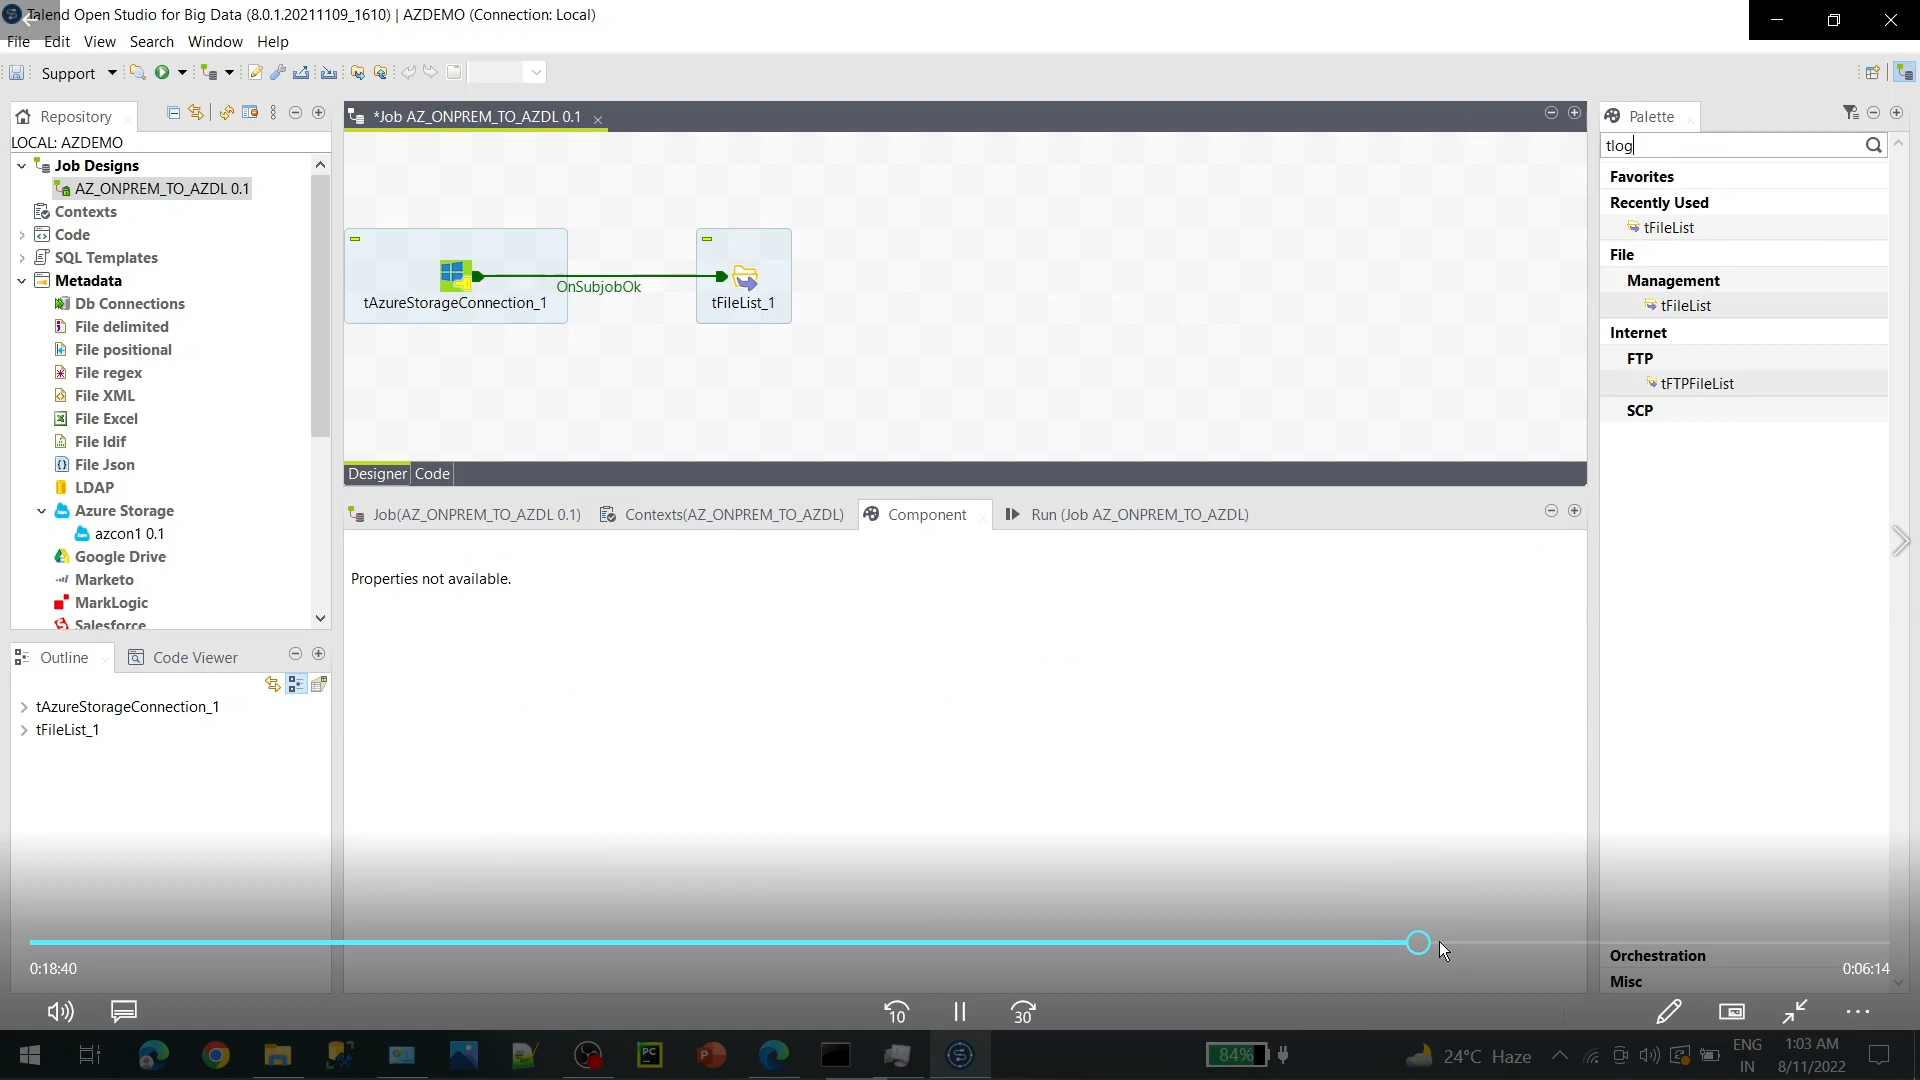 Talend Open Studio for Big Data (8.0.1.20211109_1610) | AZDEMO (Connection: Local)
File Edit View Search Window Help
Support
Repository
LOCAL: AZDEMO
Job Designs
AZ_ONPREM_TO_AZDL 0.1
Contexts
Code
SQL Templates
Metadata
Db Connections
File delimited
File positional
File regex
File XML
File Excel
File ldif
File Json
LDAP
Azure Storage
azcon1 0.1
Google Drive
Marketo
MarkLogic
Salesforce
Outline
Code Viewer
tAzureStorageConnection_1
tFileList_1
*Job AZ_ONPREM_TO_AZDL 0.1
OnSubjobOk
tAzureStorageConnection_1
tFileList_1
Designer
Code
Job(AZ_ONPREM_TO_AZDL 0.1)
Contexts(AZ_ONPREM_TO_AZDL)
Component
Run (Job AZ_ONPREM_TO_AZDL)
Properties not available.
Palette
tlog
Favorites
Recently Used
tFileList
File
Management
tFileList
Internet
FTP
tFTPFileList
SCP
Orchestration
Misc
0:18:40
0:06:14
10
30
PC
84%
24°C Haze
ENG
IN
1:03 AM
8/11/2022